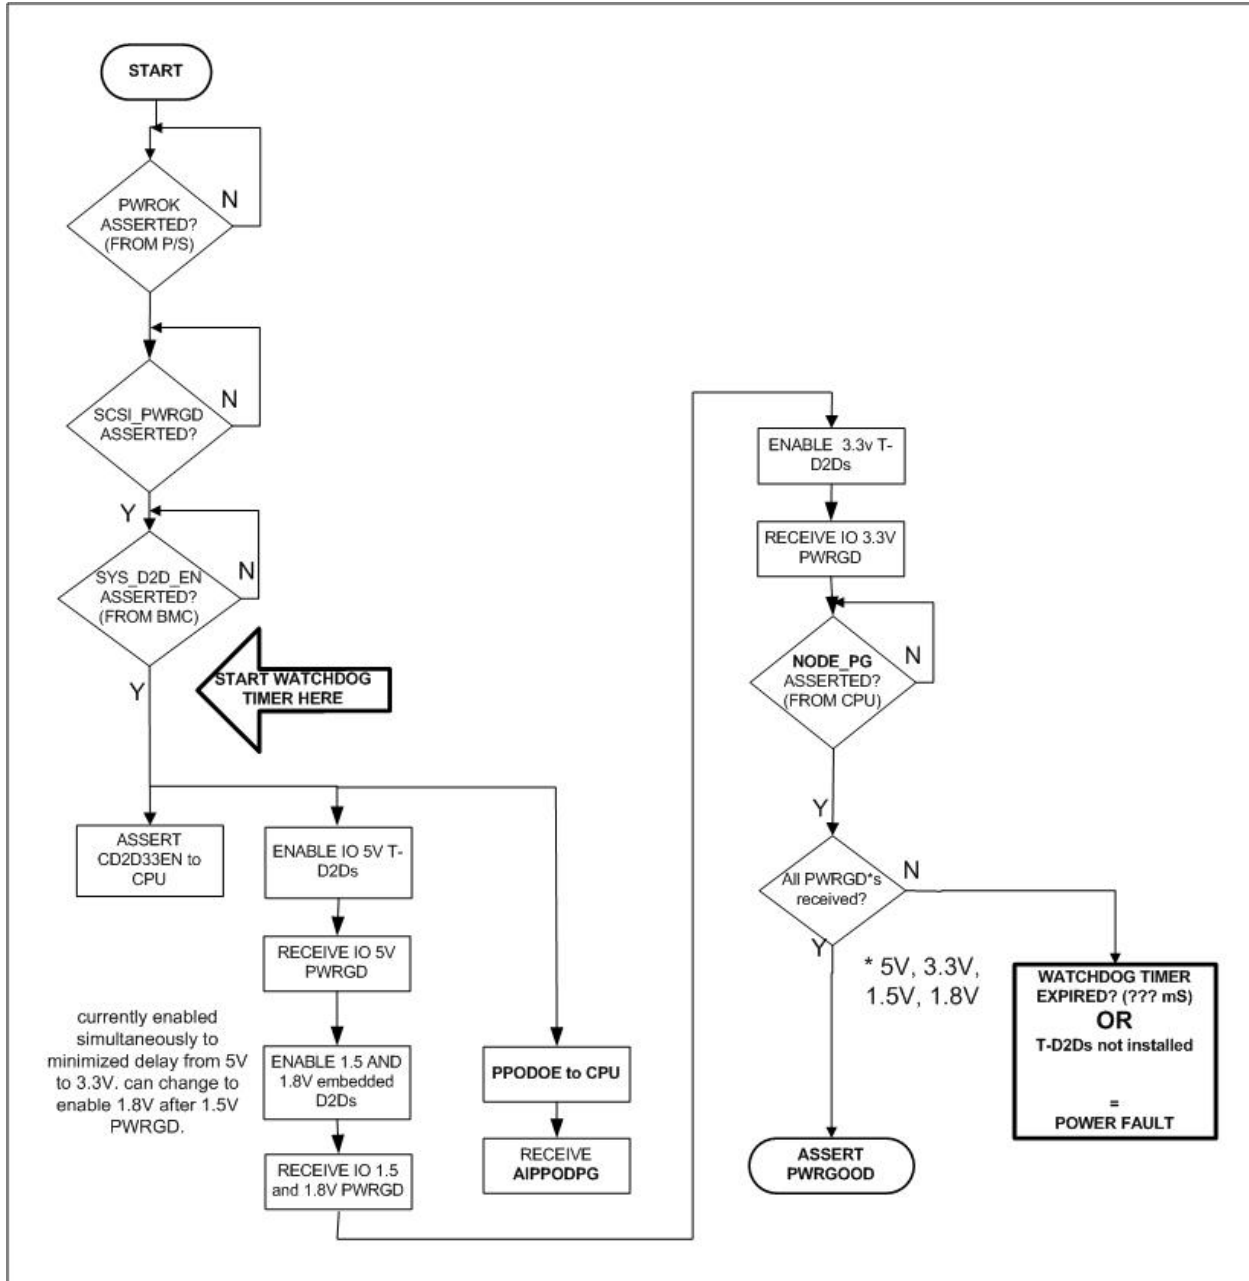 START
PWROK
ASSERTED?
(FROM P/S)
N
SCSI_PWRGD
ASSERTED?
N
Y
SYS_D2D_EN
ASSERTED?
(FROM BMC)
N
Y
START WATCHDOG
TIMER HERE
ASSERT
CD2D33EN to
CPU
ENABLE IO 5V T-
D2Ds
RECEIVE IO 5V
PWRGD
currently enabled
simultaneously to
minimized delay from 5V
to 3.3V. can change to
enable 1.8V after 1.5V
PWRGD.
ENABLE 1.5 AND
1.8V embedded
D2Ds
RECEIVE IO 1.5
and 1.8V PWRGD
PPODOE to CPU
RECEIVE
AIPPODPG
ENABLE 3.3v T-
D2Ds
RECEIVE IO 3.3V
PWRGD
NODE_PG
ASSERTED?
(FROM CPU)
N
Y
All PWRGD*s
received?
N
Y
* 5V, 3.3V,
1.5V, 1.8V
WATCHDOG TIMER
EXPIRED? (??? mS)
OR
T-D2Ds not installed
=
POWER FAULT
ASSERT
PWRGOOD